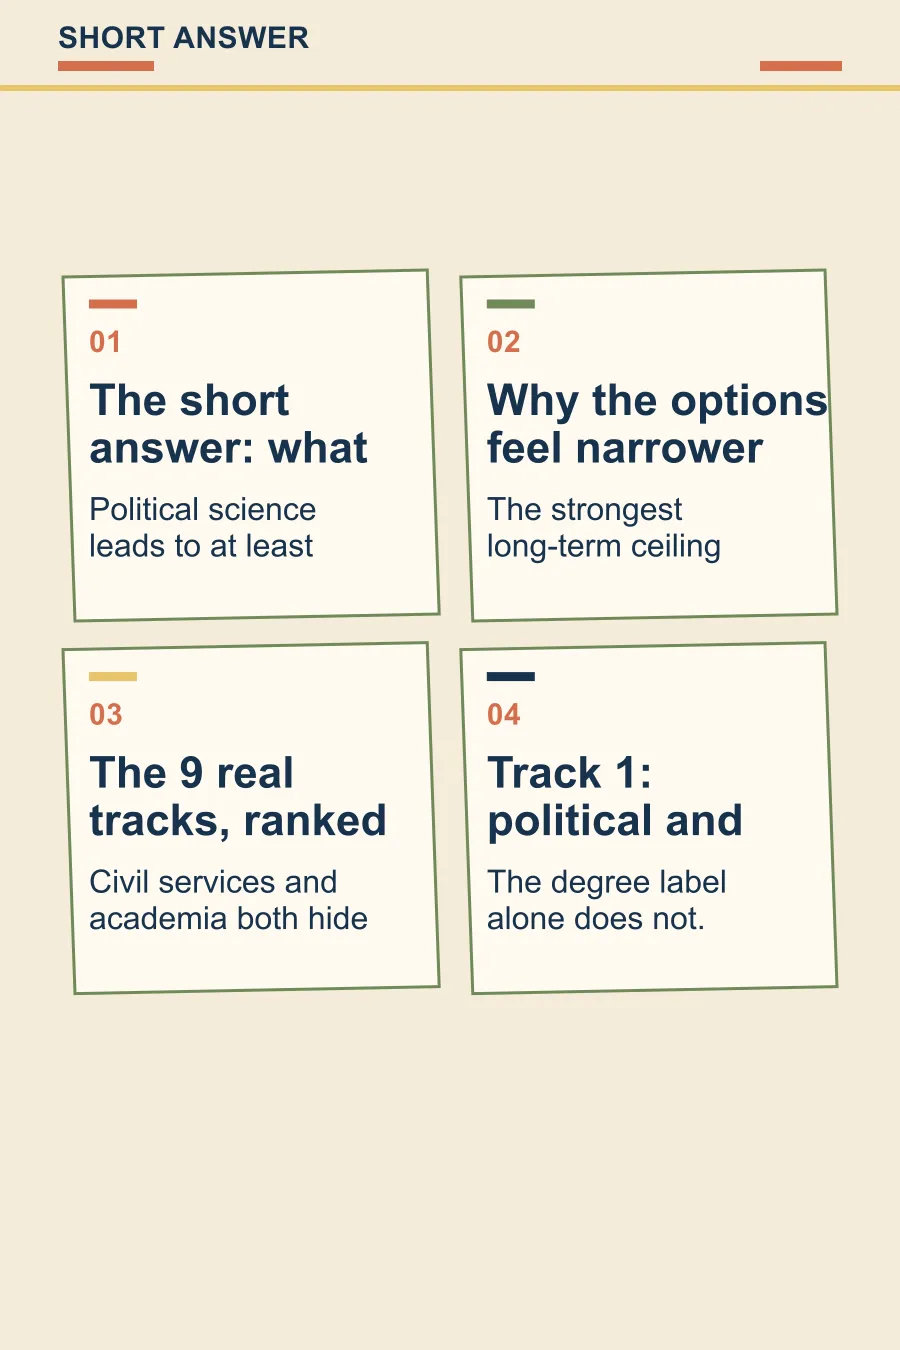 SHORT ANSWER
01
The short
answer: what
Political science
leads to at least
02
Why the options
feel narrower
The strongest
long-term ceiling
03
The 9 real
tracks, ranked
Civil services and
academia both hide
04
Track 1:
political and
The degree label
alone does not.